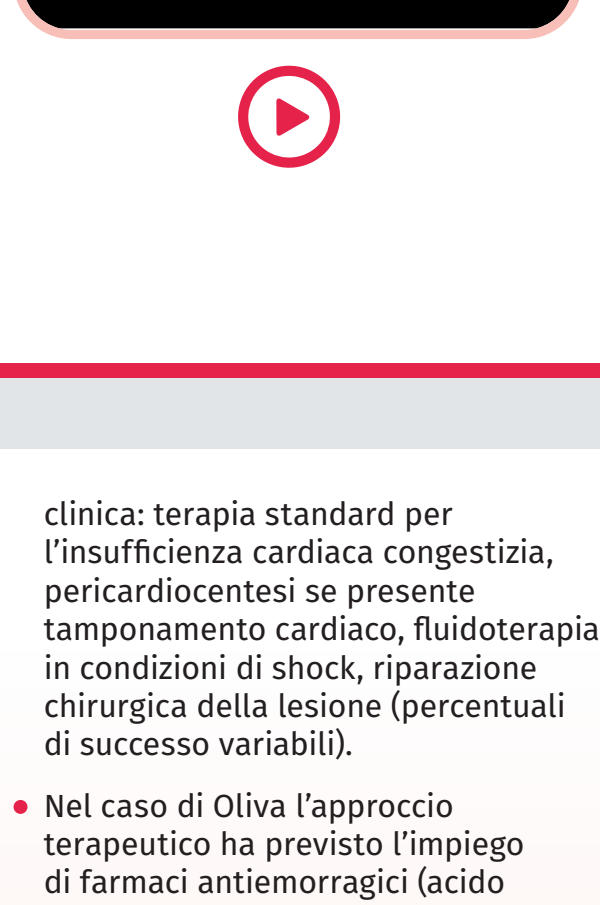 clinica: terapia standard per
l’insufficienza cardiaca congestizia,
pericardiocentesi se presente
tamponamento cardiaco, fluidoterapia
in condizioni di shock, riparazione
chirurgica della lesione (percentuali
di successo variabili).
• Nel caso di Oliva l’approccio
terapeutico ha previsto l’impiego
di farmaci antiemorragici (acido